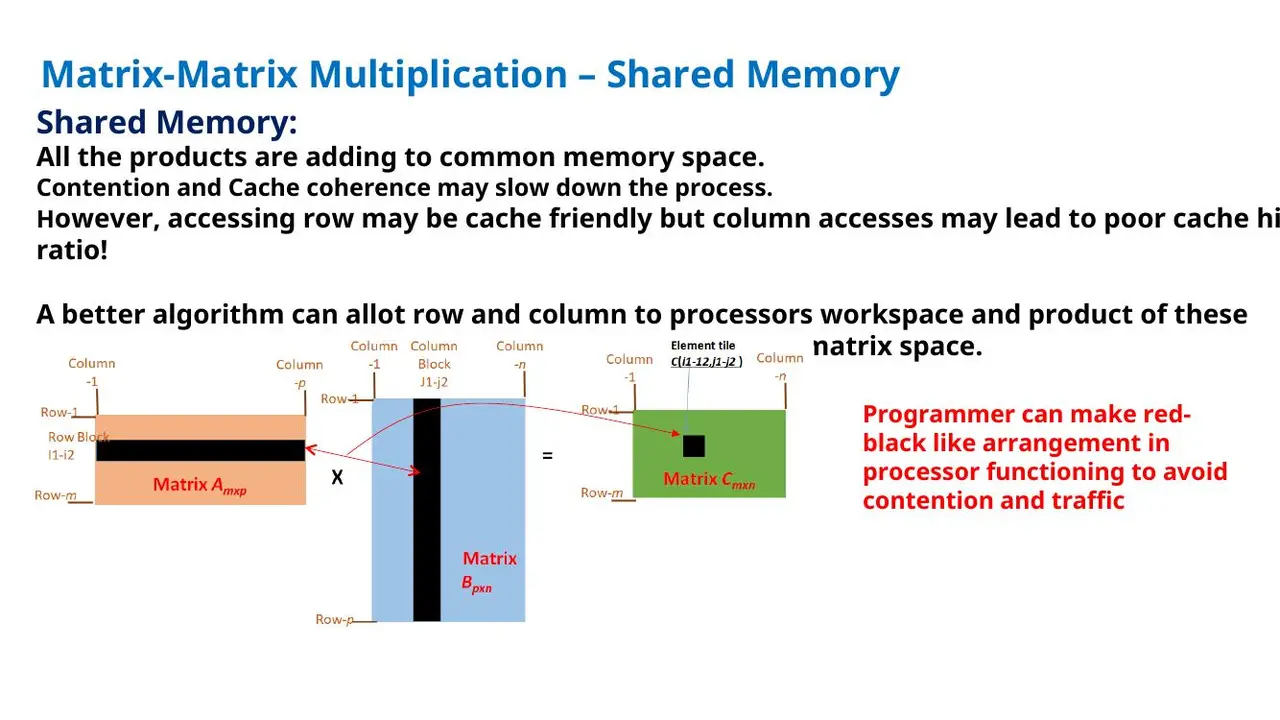 Matrix-Matrix Multiplication – Shared Memory
Shared Memory:
All the products are adding to common memory space.
Contention and Cache coherence may slow down the process.
However, accessing row may be cache friendly but column accesses may lead to poor cache hi
ratio!
A better algorithm can allot row and column to processors workspace and product of these
matrix space.
Column
-1
Column
-p
Row-1
Row Block
I1-i2
Row-m
Matrix Amxp
X
Column
-1
Column
Block
J1-j2
Column
-n
Row-1
Matrix
Bpxn
Row-p
=
Element tile
C(i1-12,j1-j2 )
Column
-1
Column
-n
Row-1
Matrix Cmxn
Row-m
Programmer can make red-
black like arrangement in
processor functioning to avoid
contention and traffic